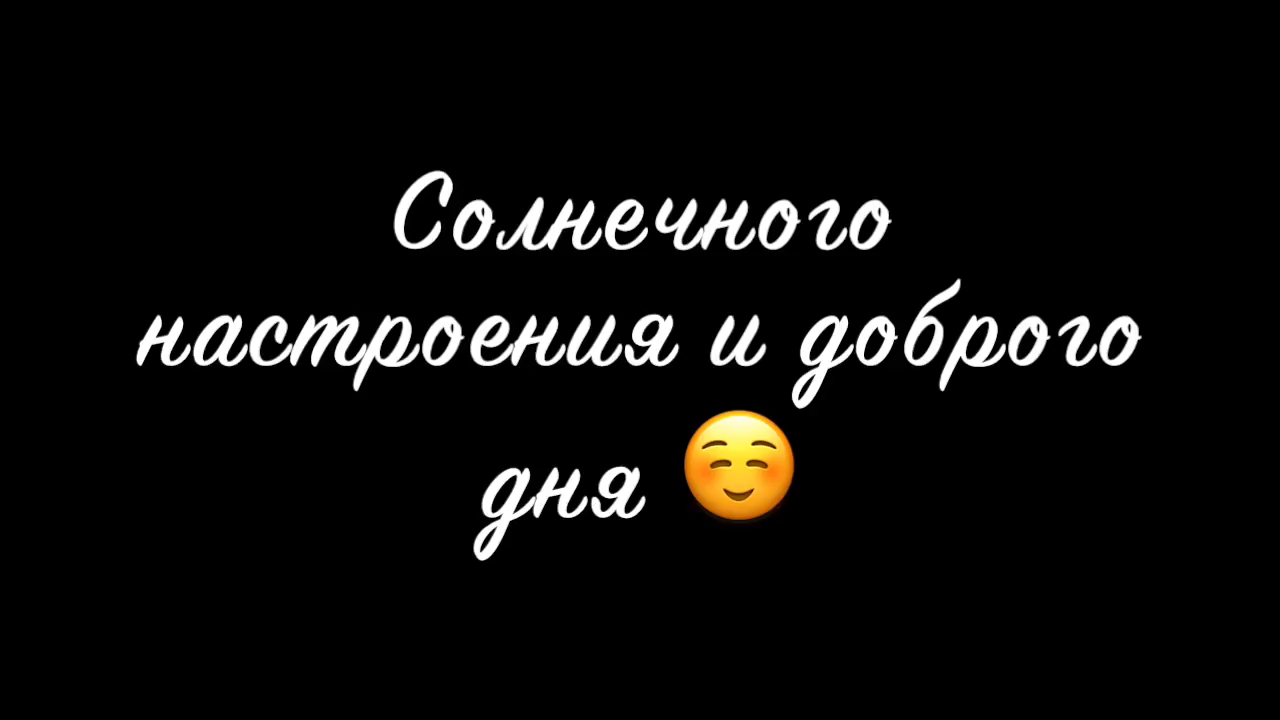 Солнечного
настроения и доброго
дня ☺️